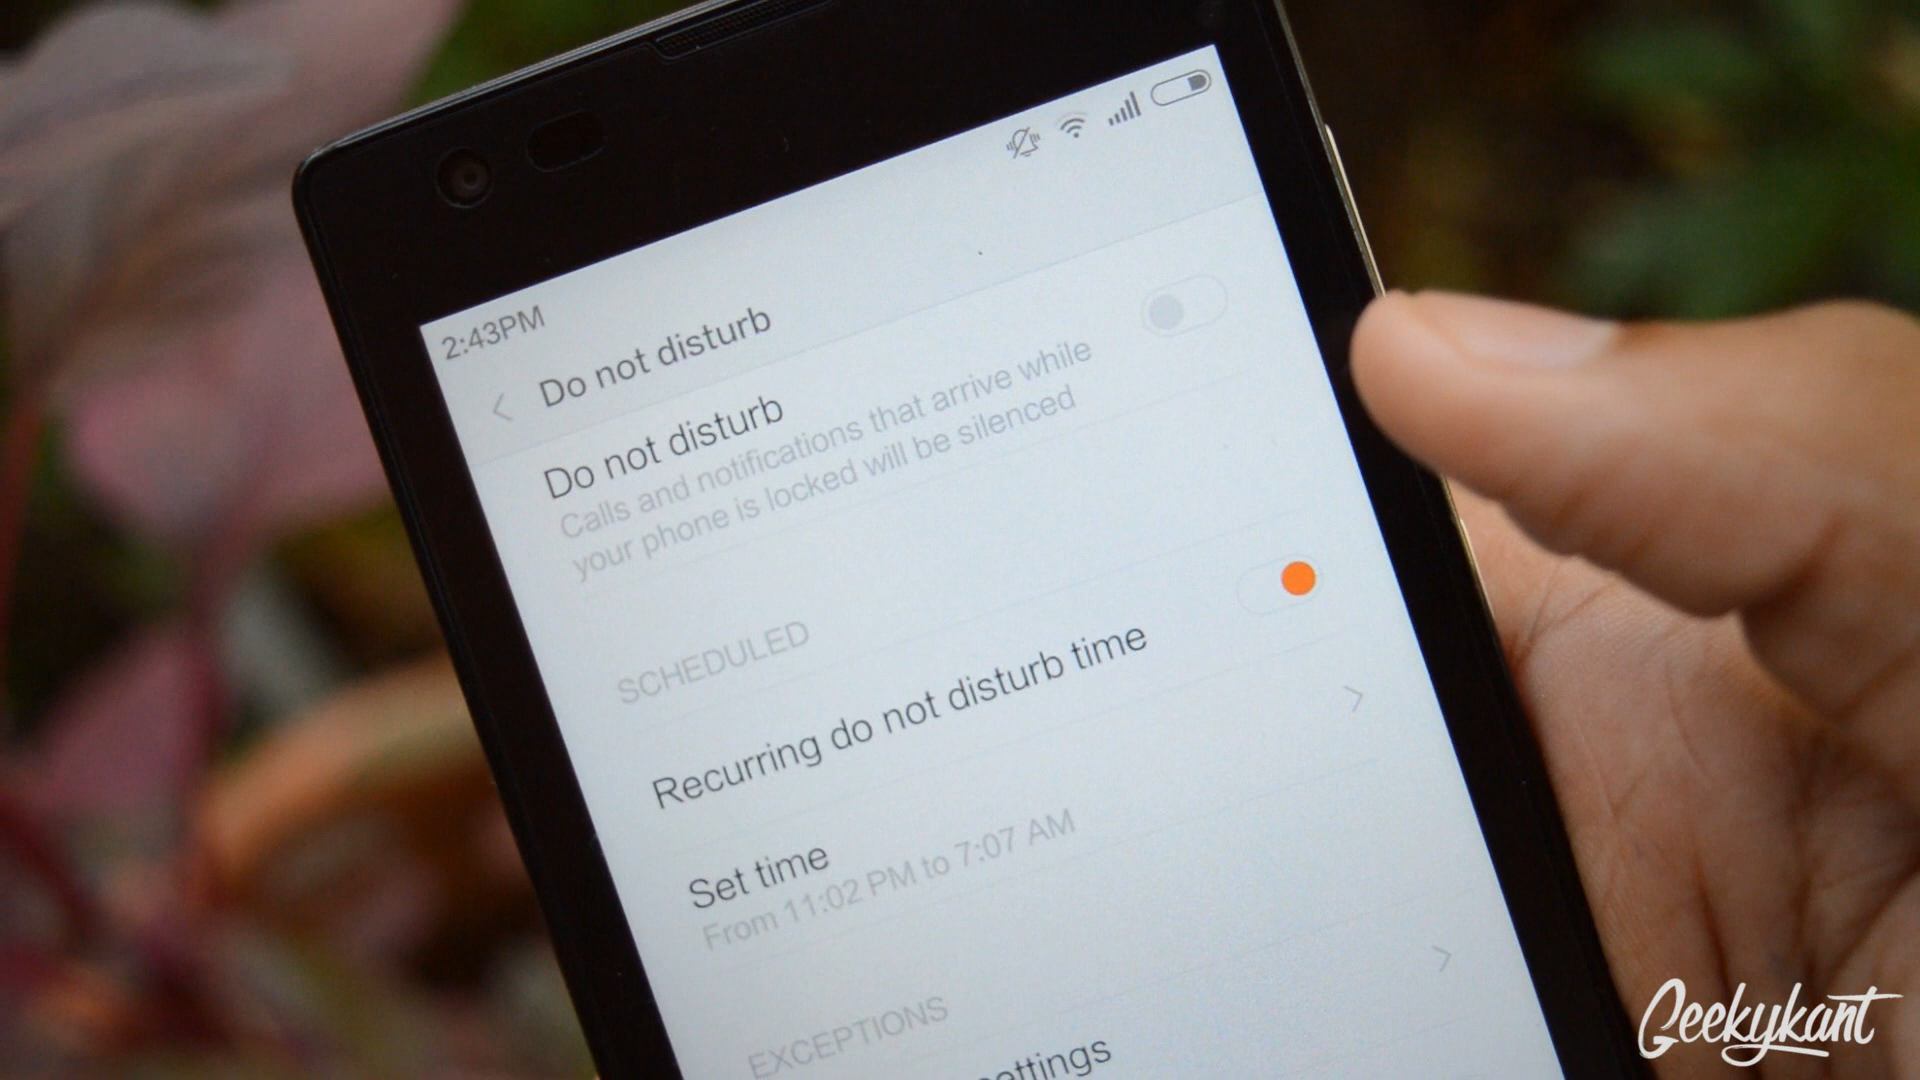 2:43PM
Do not disturb
Do not disturb
Calls and notifications that arrive while
your phone is locked will be silenced
SCHEDULED
Recurring do not disturb time
Set time
From 11:02 PM to 7:07 AM
EXCEPTIONS
settings
Geekykant